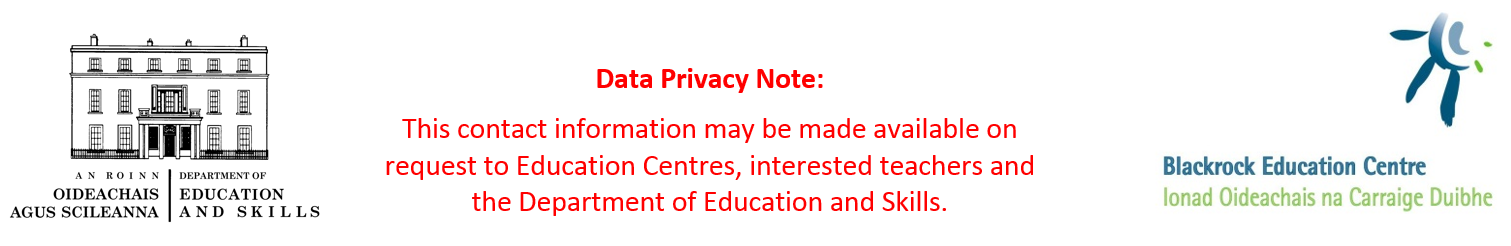 AN ROINN
OIDEACHAIS
AGUS SCILEANNA
DEPARTMENT OF
EDUCATION
AND SKILLS
Data Privacy Note:
This contact information may be made available on
request to Education Centres, interested teachers and
the Department of Education and Skills.
Blackrock Education Centre
Ionad Oideachais na Carraige Duibhe